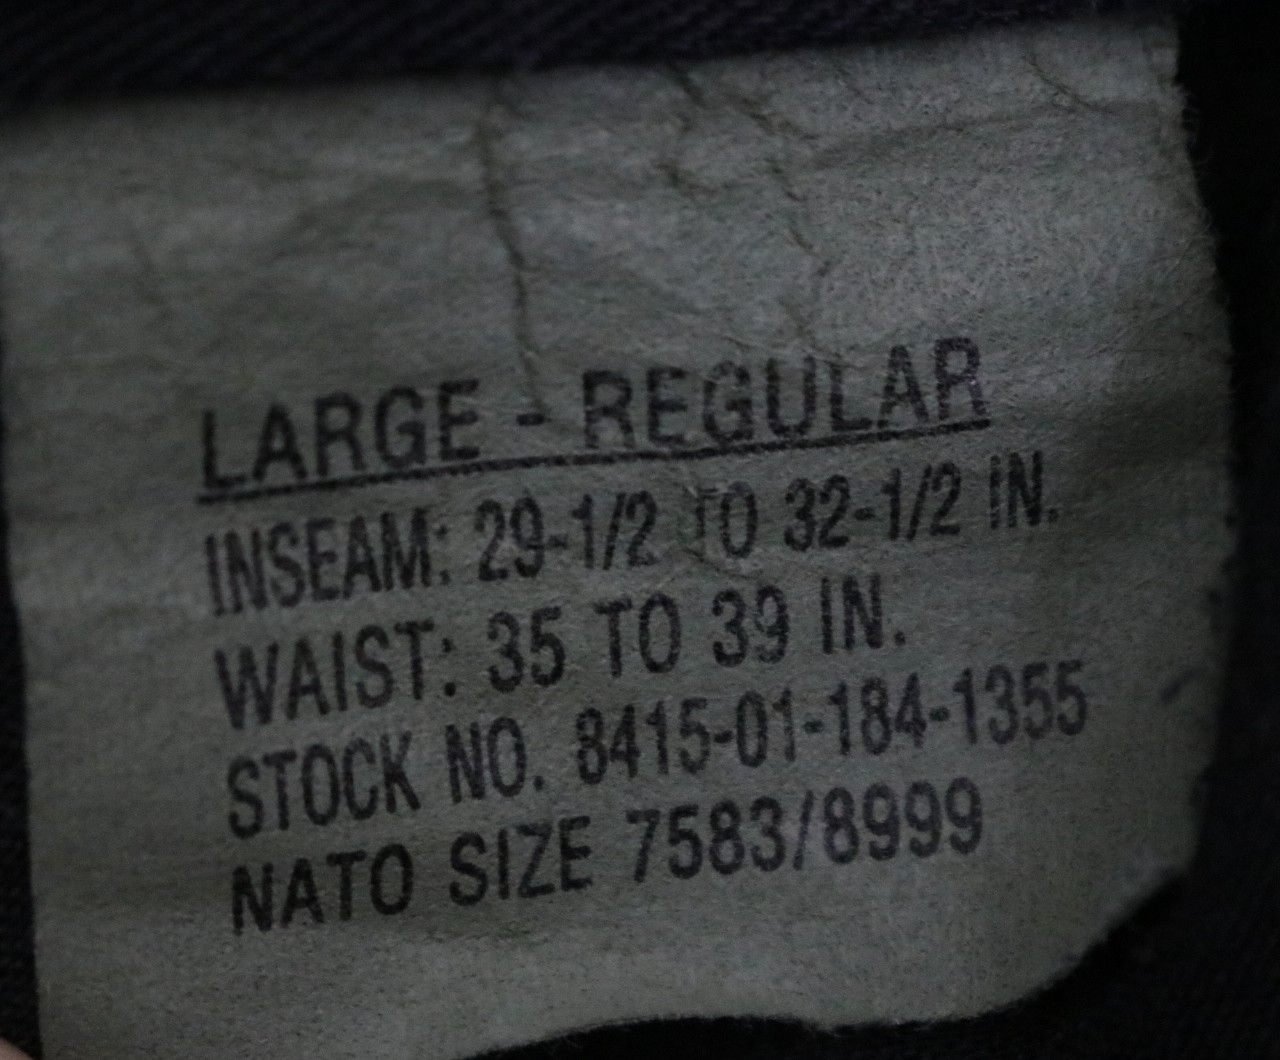 LARGE - REGULAR
INSEAM: 29-1/2 TO 32-1/2 IN.
WAIST: 35 TO 39 IN.
STOCK NO. 8415-01-184-1355
NATO SIZE 7583/8999